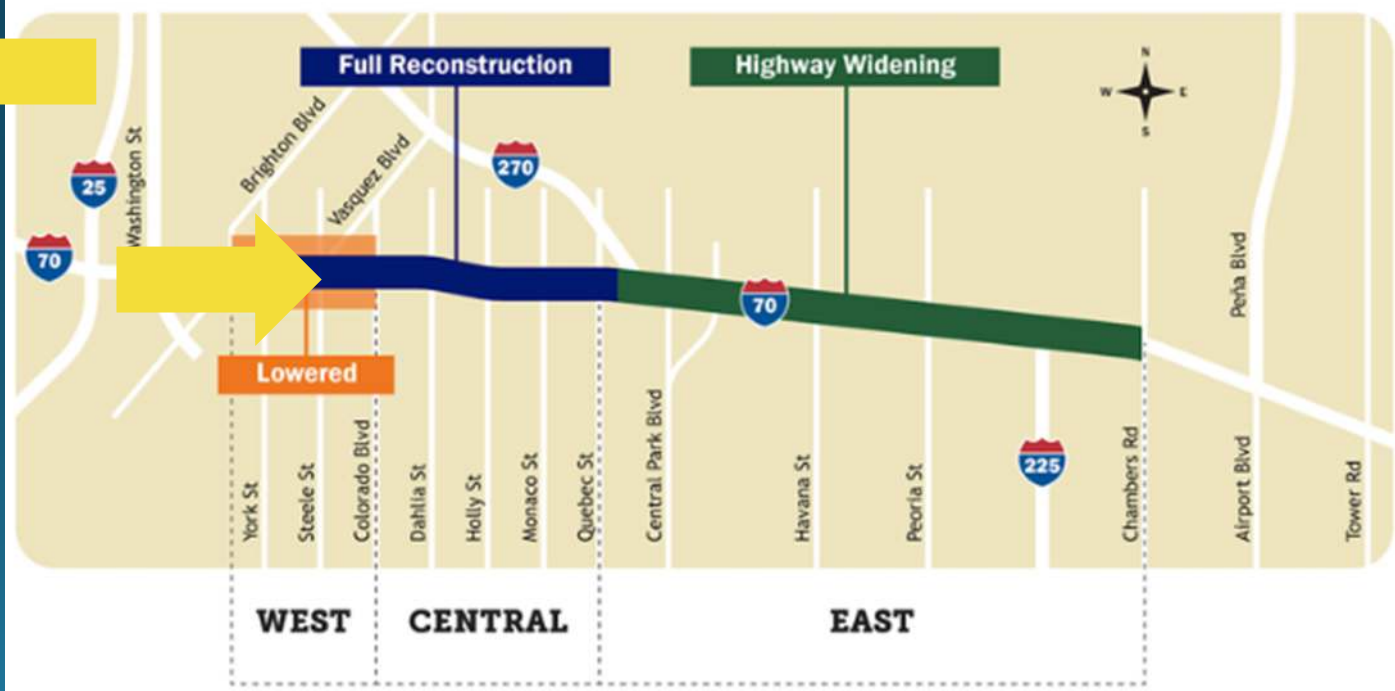 Full Reconstruction
Highway Widening
N
W
E
S
Brighton Blvd
Vasquez Blvd
Washington St
25
270
70
70
Peña Blvd
Lowered
225
York St
Steele St
Colorado Blvd
Dahlia St
Holly St
Monaco St
Quebec St
Central Park Blvd
Havana St
Peoria St
Chambers Rd
Airport Blvd
Tower Rd
WEST
CENTRAL
EAST